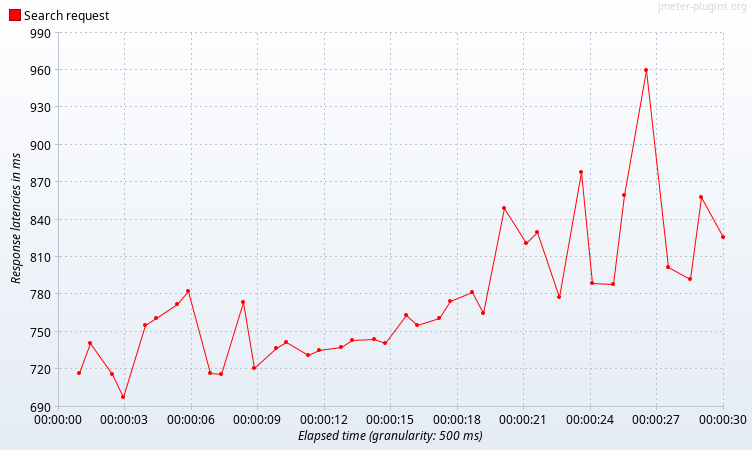 jmeter-plugins.org
Search request
990
960
930
900
870
840
810
780
750
720
690
Response latencies in ms
00:00:00 00:00:03 00:00:06 00:00:09 00:00:12 00:00:15 00:00:18 00:00:21 00:00:24 00:00:27 00:00:30
Elapsed time (granularity: 500 ms)